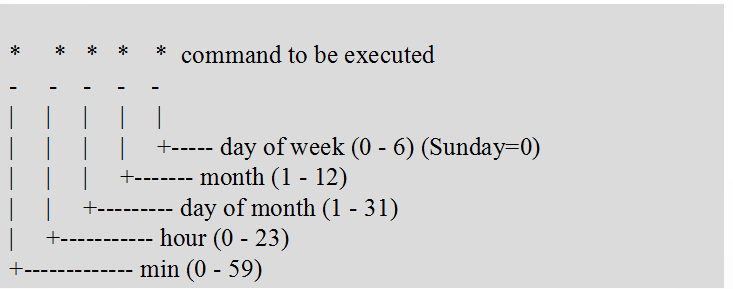 * * * * * command to be executed
- - - - -
| | | | |
| | | | +----- day of week (0 - 6) (Sunday=0)
| | | +------- month (1 - 12)
| | +--------- day of month (1 - 31)
| +----------- hour (0 - 23)
+------------- min (0 - 59)